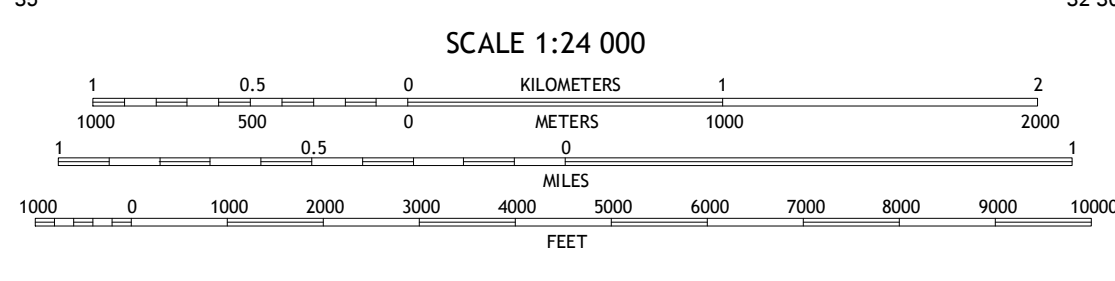 SCALE 1:24 000
1 0.5 0 KILOMETERS 1 2
1000 500 0 METERS 1000 2000
1 0.5 0 1
MILES
1000 0 1000 2000 3000 4000 5000 6000 7000 8000 9000 10000
FEET